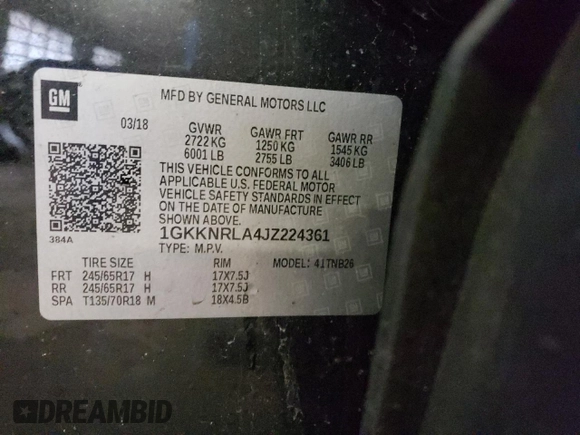 GM
MFD BY GENERAL MOTORS LLC
03/18 GVWR GAWR FRT GAWR RR
2722 KG 1250 KG 1545 KG
6001 LB 2755 LB 3406 LB
THIS VEHICLE CONFORMS TO ALL
APPLICABLE U.S. FEDERAL MOTOR
VEHICLE SAFETY STANDARDS IN EFFECT
ON THE DATE OF MANUFACTURE
SHOWN ABOVE.
384A 1GKKNRLA4JZ224361
TYPE: M.P.V.
TIRE SIZE RIM MODEL: 41TNB26
FRT 245/65R17 H 17X7.5J
RR 245/65R17 H 17X7.5J
SPA T135/70R18 M 18X4.5B
DREAMBID